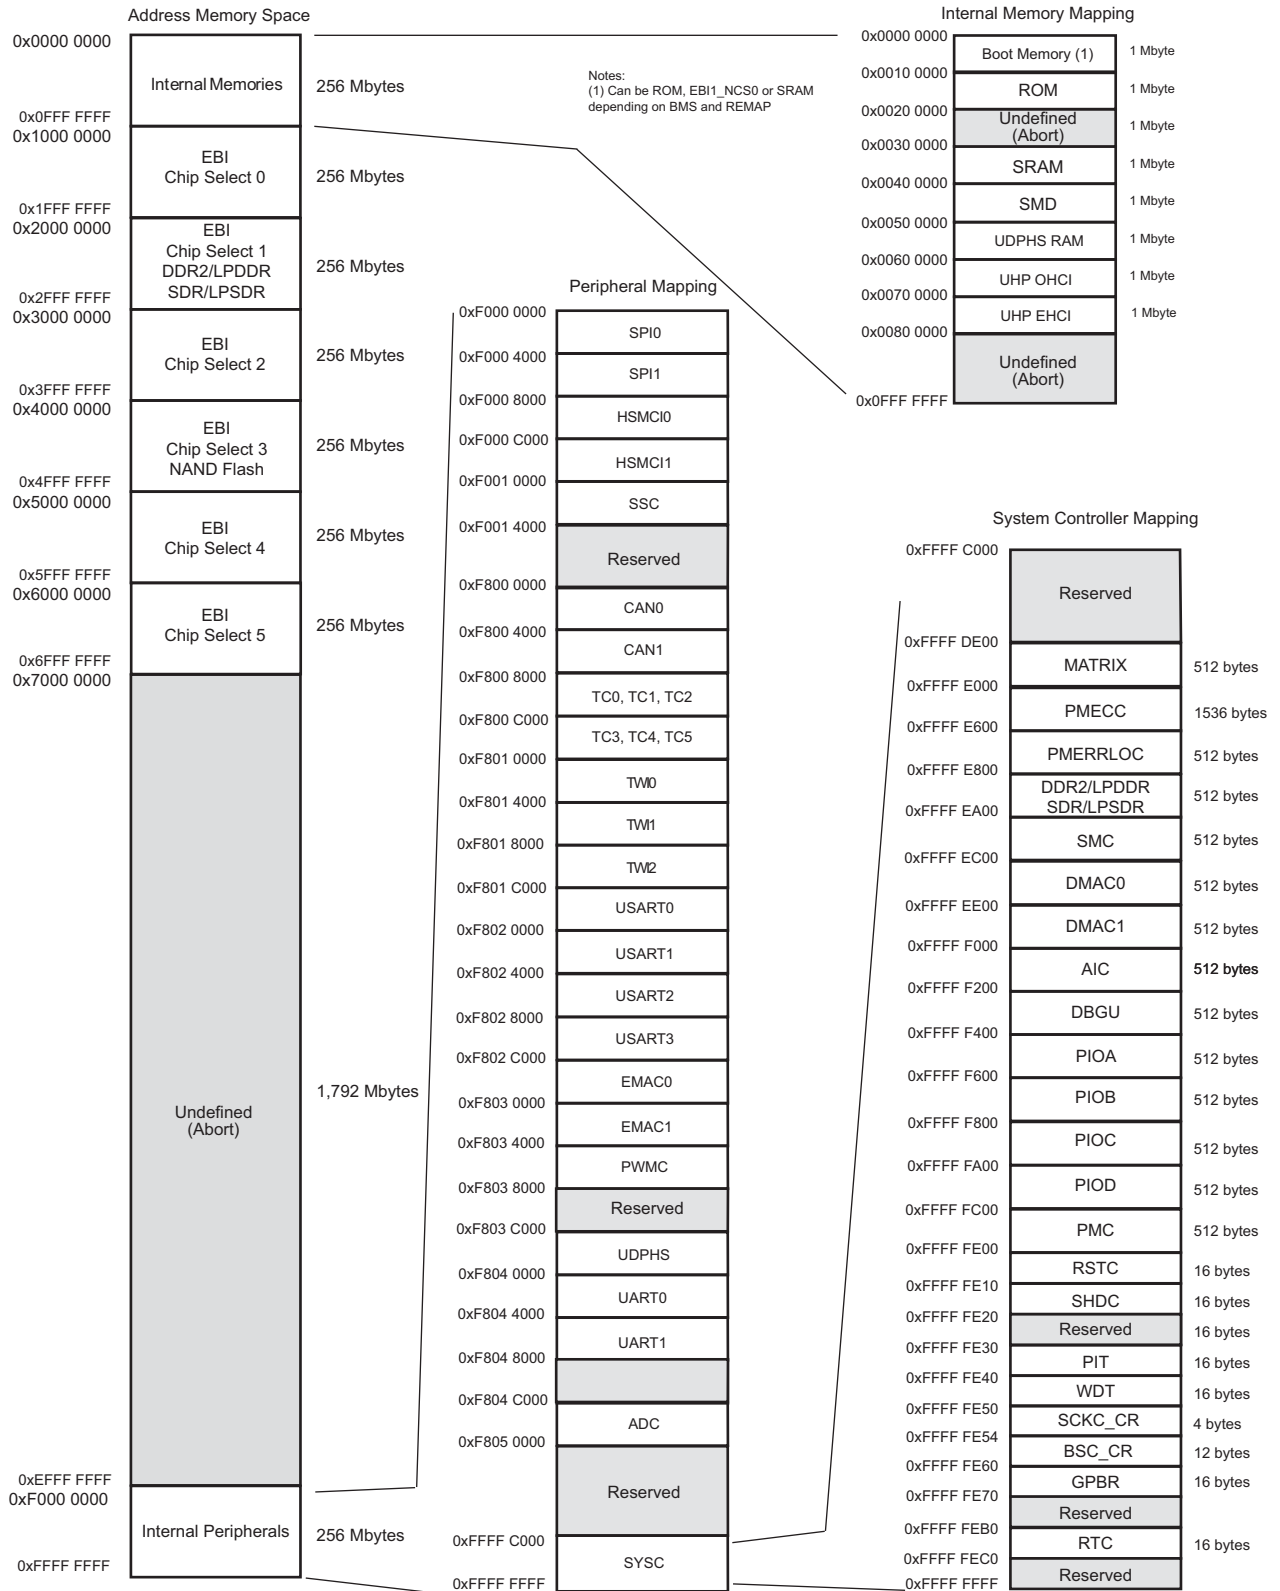 Address Memory Space
0x0000 0000
Internal Memories
256 Mbytes
0x0FFF FFFF
0x1000 0000
EBI
Chip Select 0
256 Mbytes
0x1FFF FFFF
0x2000 0000
EBI
Chip Select 1
DDR2/LPDDR
SDR/LPSDR
256 Mbytes
0x2FFF FFFF
0x3000 0000
EBI
Chip Select 2
256 Mbytes
0x3FFF FFFF
0x4000 0000
EBI
Chip Select 3
NAND Flash
256 Mbytes
0x4FFF FFFF
0x5000 0000
EBI
Chip Select 4
256 Mbytes
0x5FFF FFFF
0x6000 0000
EBI
Chip Select 5
256 Mbytes
0x6FFF FFFF
0x7000 0000
Undefined
(Abort)
1,792 Mbytes
0xEFFF FFFF
0xF000 0000
Internal Peripherals
256 Mbytes
0xFFFF FFFF
Notes:
(1) Can be ROM, EBI1_NCS0 or SRAM
depending on BMS and REMAP
Peripheral Mapping
0xF000 0000
SPI0
0xF000 4000
SPI1
0xF000 8000
HSMCI0
0xF000 C000
HSMCI1
0xF001 0000
SSC
0xF001 4000
Reserved
0xF800 0000
CAN0
0xF800 4000
CAN1
0xF800 8000
TC0, TC1, TC2
0xF800 C000
TC3, TC4, TC5
0xF801 0000
TWI0
0xF801 4000
TWI1
0xF801 8000
TWI2
0xF801 C000
USART0
0xF802 0000
USART1
0xF802 4000
USART2
0xF802 8000
USART3
0xF802 C000
EMAC0
0xF803 0000
EMAC1
0xF803 4000
PWMC
0xF803 8000
Reserved
0xF803 C000
UDPHS
0xF804 0000
UART0
0xF804 4000
UART1
0xF804 8000
0xF804 C000
ADC
0xF805 0000
Reserved
0xFFFF C000
SYSC
0xFFFF FFFF
Internal Memory Mapping
0x0000 0000
Boot Memory (1)
1 Mbyte
0x0010 0000
ROM
1 Mbyte
0x0020 0000
Undefined
(Abort)
1 Mbyte
0x0030 0000
SRAM
1 Mbyte
0x0040 0000
SMD
1 Mbyte
0x0050 0000
UDPHS RAM
1 Mbyte
0x0060 0000
UHP OHCI
1 Mbyte
0x0070 0000
UHP EHCI
1 Mbyte
0x0080 0000
Undefined
(Abort)
0x0FFF FFFF
System Controller Mapping
0xFFFF C000
Reserved
0xFFFF DE00
MATRIX
512 bytes
0xFFFF E000
PMECC
1536 bytes
0xFFFF E600
PMERRLOC
512 bytes
0xFFFF E800
DDR2/LPDDR
SDR/LPSDR
512 bytes
0xFFFF EA00
SMC
512 bytes
0xFFFF EC00
DMAC0
512 bytes
0xFFFF EE00
DMAC1
512 bytes
0xFFFF F000
AIC
512 bytes
0xFFFF F200
DBGU
512 bytes
0xFFFF F400
PIOA
512 bytes
0xFFFF F600
PIOB
512 bytes
0xFFFF F800
PIOC
512 bytes
0xFFFF FA00
PIOD
512 bytes
0xFFFF FC00
PMC
512 bytes
0xFFFF FE00
RSTC
16 bytes
0xFFFF FE10
SHDC
16 bytes
0xFFFF FE20
Reserved
16 bytes
0xFFFF FE30
PIT
16 bytes
0xFFFF FE40
WDT
16 bytes
0xFFFF FE50
SCKC_CR
4 bytes
0xFFFF FE54
BSC_CR
12 bytes
0xFFFF FE60
GPBR
16 bytes
0xFFFF FE70
Reserved
0xFFFF FEB0
RTC
16 bytes
0xFFFF FEC0
Reserved
0xFFFF FFFF